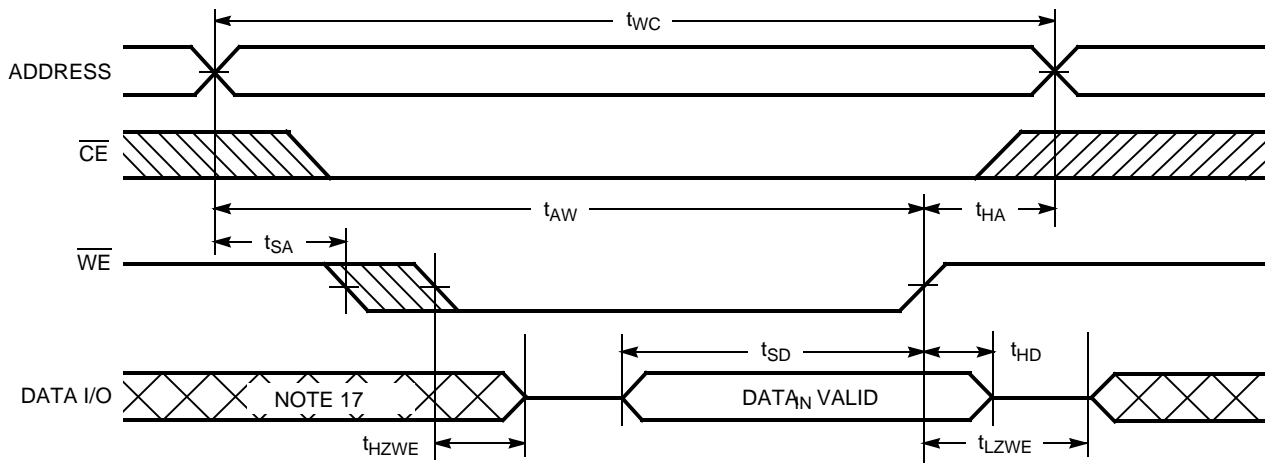 tWC
ADDRESS
CE
tAW
tHA
tSA
WE
tSD
tHD
DATA I/O
NOTE 17
DATAIN VALID
tHZWE
tLZWE